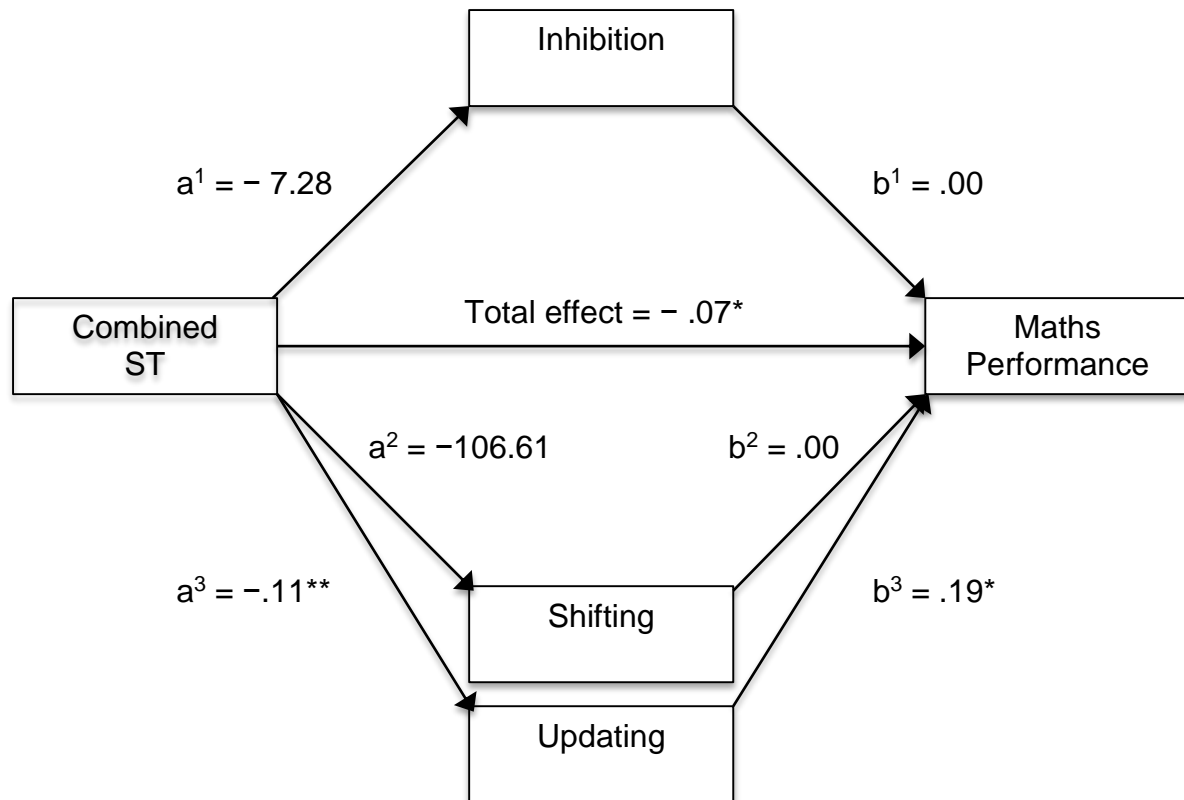 Inhibition
a¹ = − 7.28
b¹ = .00
Combined
ST
Total effect = − .07*
Maths
Performance
a² = −106.61
b² = .00
a³ = −.11**
b³ = .19*
Shifting
Updating